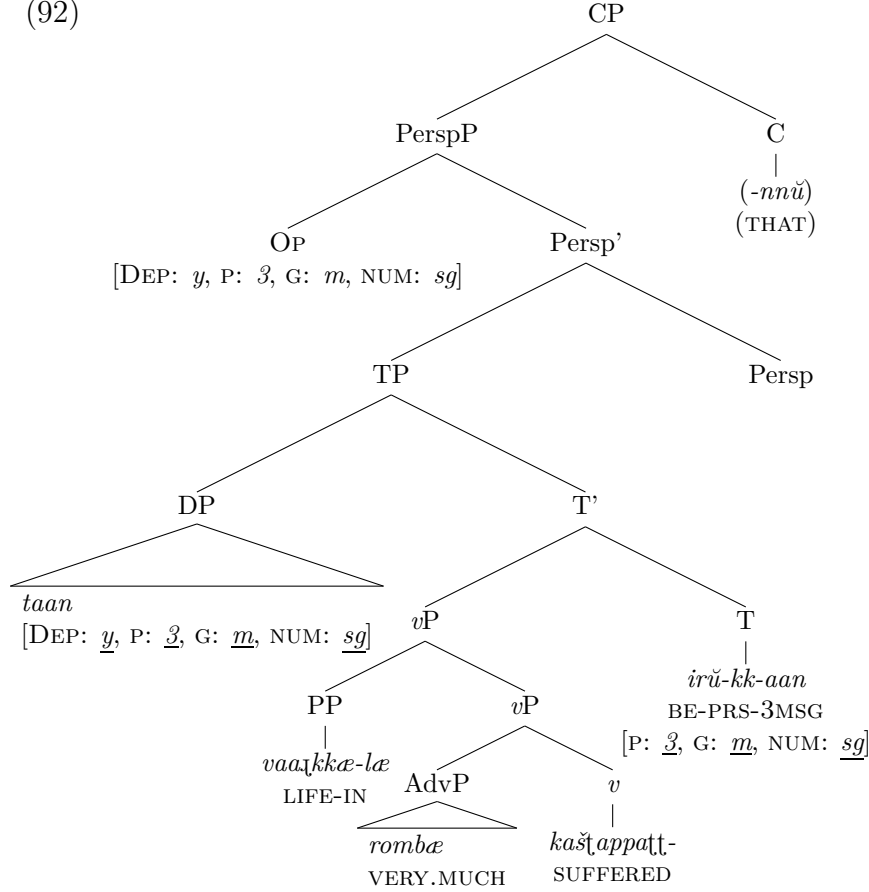 (92)
CP
PerspP C
(-nnŭ)
(THAT)
OP Persp’
[DEP: y, P: 3, G: m, NUM: sg]
TP Persp
DP T’
taan
[DEP: y, P: 3, G: m, NUM: sg]
vP T
irŭ-kk-aan
BE-PRS-3MSG
[P: 3, G: m, NUM: sg]
PP vP
vaaɻkkæ-læ
LIFE-IN
AdvP v
rombæ kašʈappaʈʈ-
VERY.MUCH SUFFERED